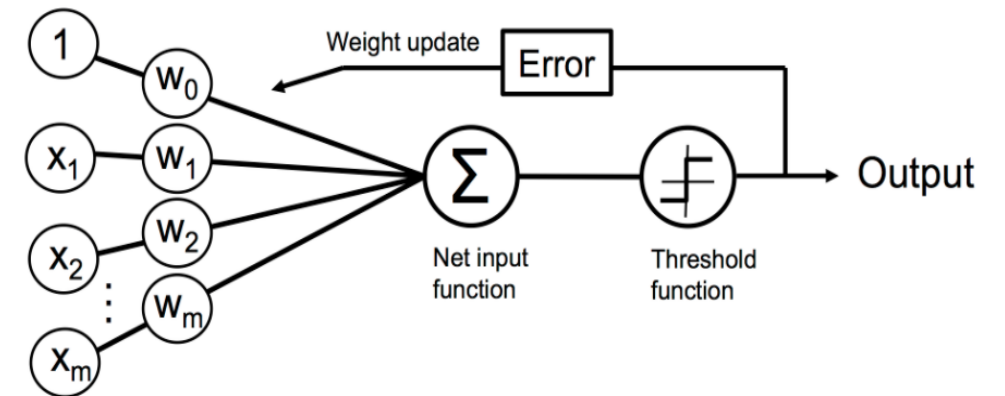 1
W₀
Weight update
Error
X₁
W₁
Σ
Output
X₂
W₂
Net input
function
Threshold
function
⋮
Wₘ
Xₘ